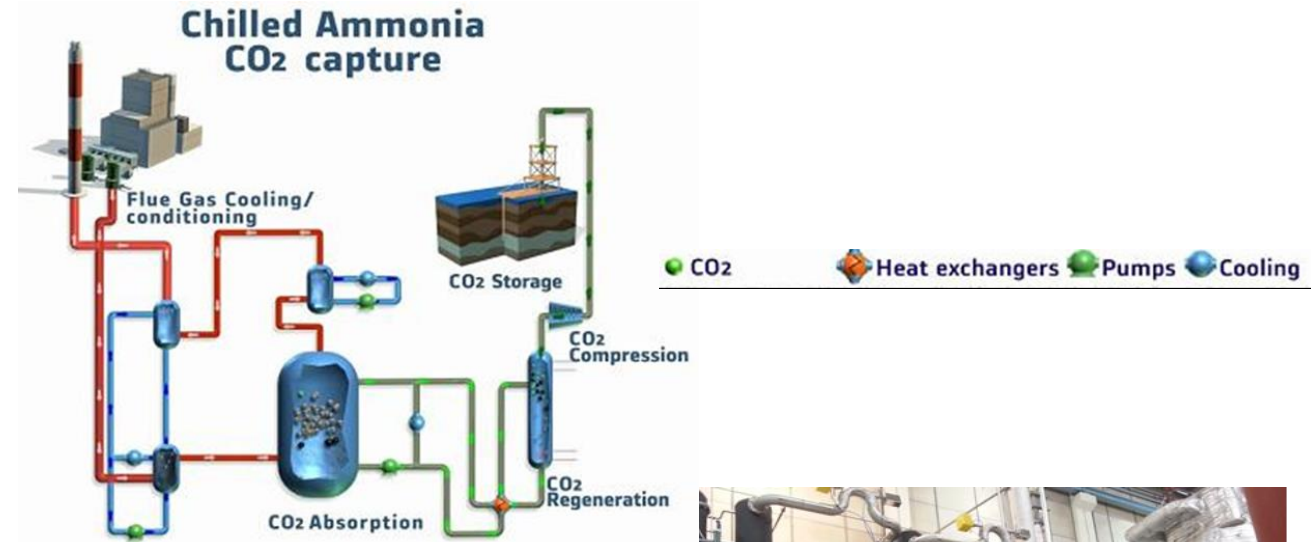 Chilled Ammonia
CO2 capture
Flue Gas Cooling/
conditioning
CO2 Storage
CO2
Heat exchangers
Pumps
Cooling
CO2
Compression
CO2
Regeneration
CO2 Absorption